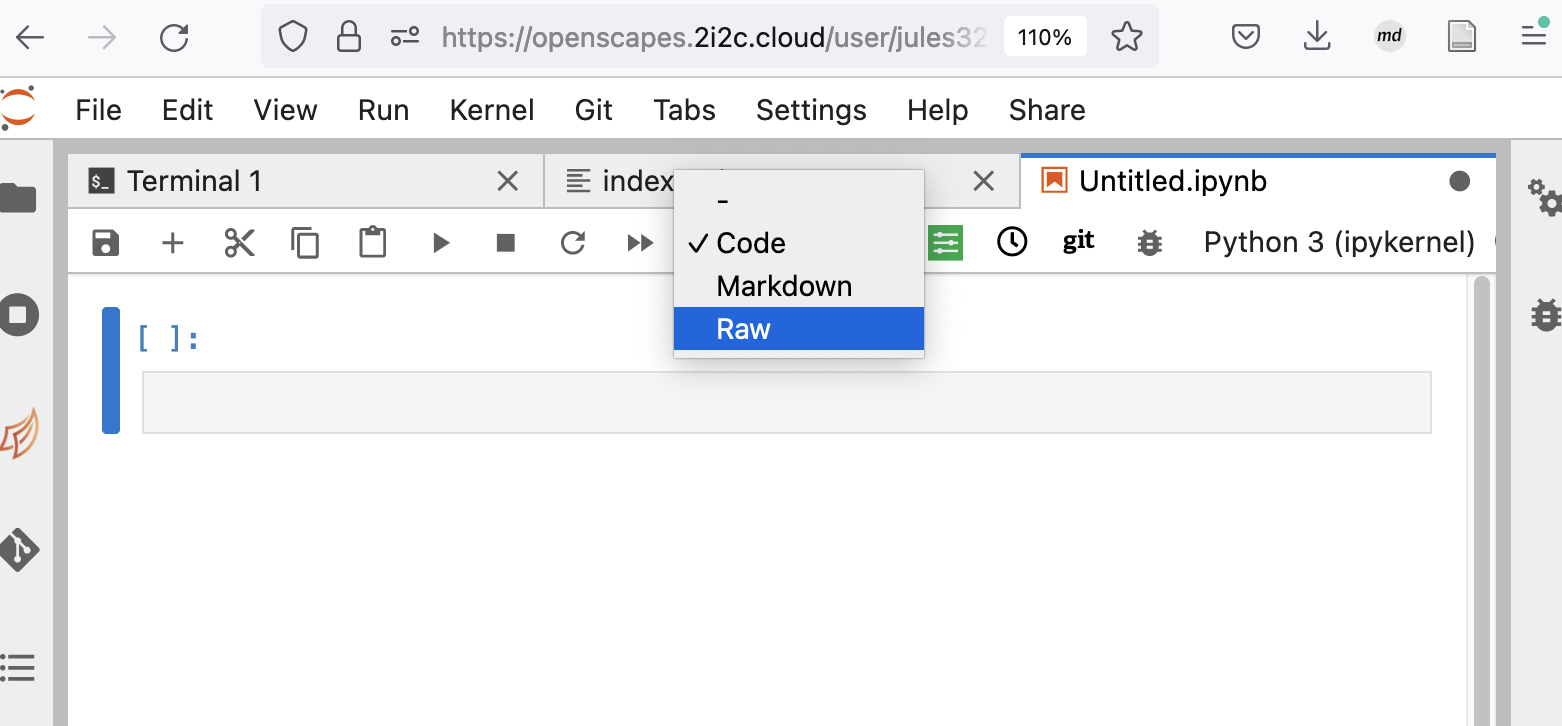 https://openscapes.2i2c.cloud/user/jules32 110% md
File Edit View Run Kernel Git Tabs Settings Help Share
$_ Terminal 1 index Untitled.ipynb
-
✓ Code git Python 3 (ipykernel)
Markdown
Raw
[ ]: